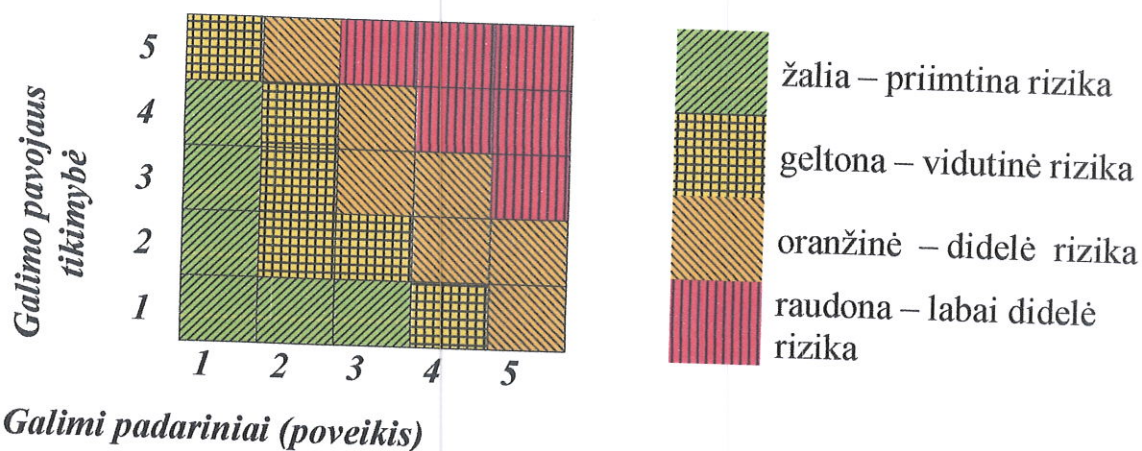 5
4
3
2
1
Galimo pavojaus
tikimybė
1 2 3 4 5
Galimi padariniai (poveikis)
žalia – priimtina rizika
geltona – vidutinė rizika
oranžinė – didelė rizika
raudona – labai didelė
rizika